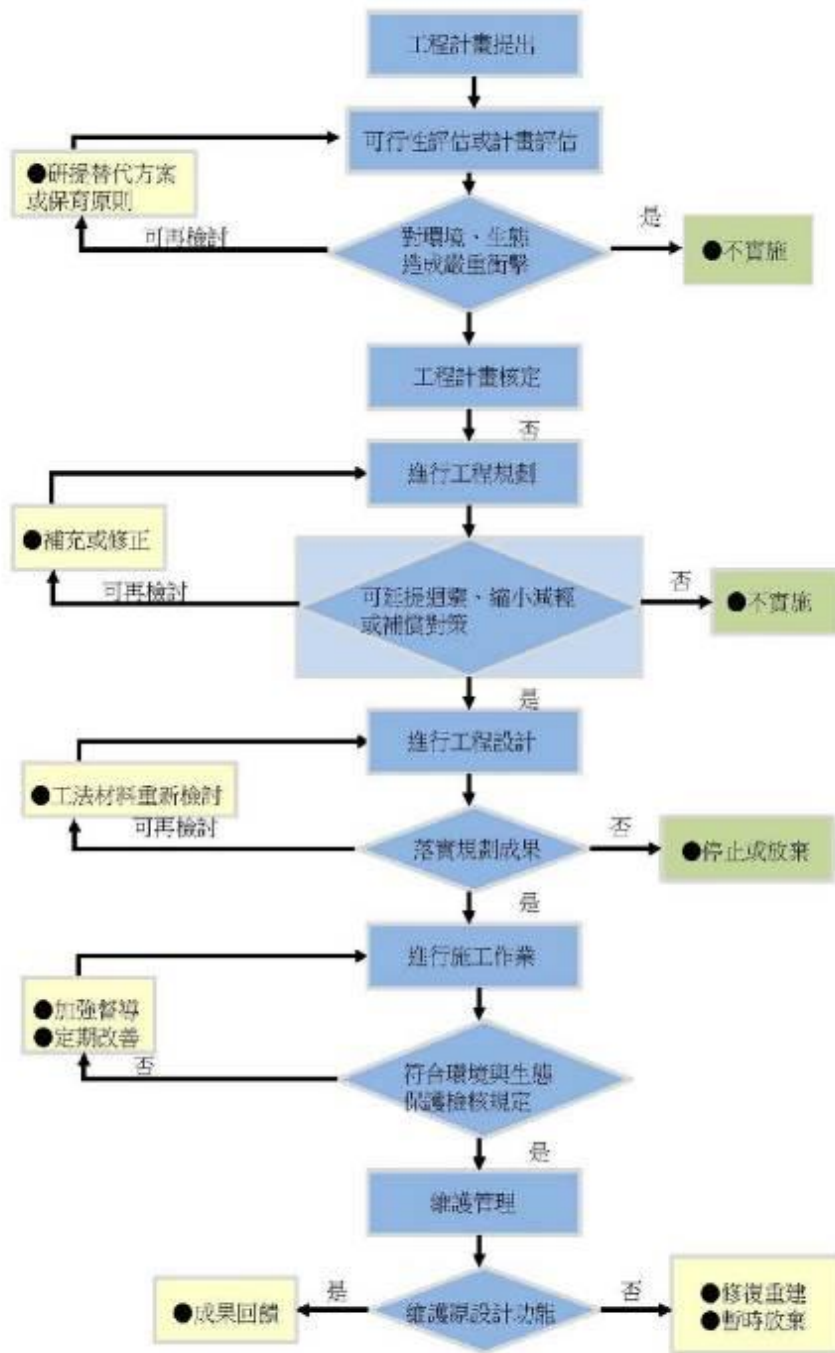 工程計畫提出
可行性評估或計畫評估
●研提替代方案
或保育原則
可再檢討
對環境、生態
造成嚴重衝擊
是
●不實施
工程計畫核定
否
進行工程規劃
●補充或修正
可再檢討
可研提迴避、縮小減輕
或補償對策
否
●不實施
是
進行工程設計
●工法材料重新檢討
可再檢討
落實規劃成果
否
●停止或放棄
是
進行施工作業
●加強督導
●定期改善
否
符合環境與生態
保護檢核規定
是
維護管理
●成果回饋
是
維護原設計功能
否
●修復重建
●暫時放棄